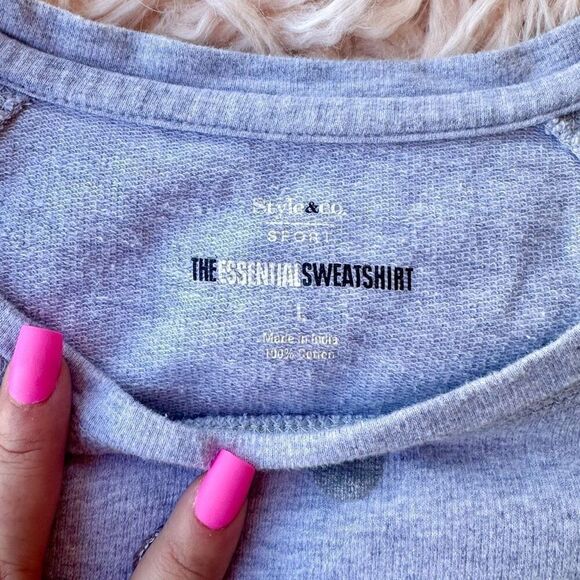 Style&co.
SPORT
THE ESSENTIAL SWEATSHIRT
L
Made in India
100% Cotton